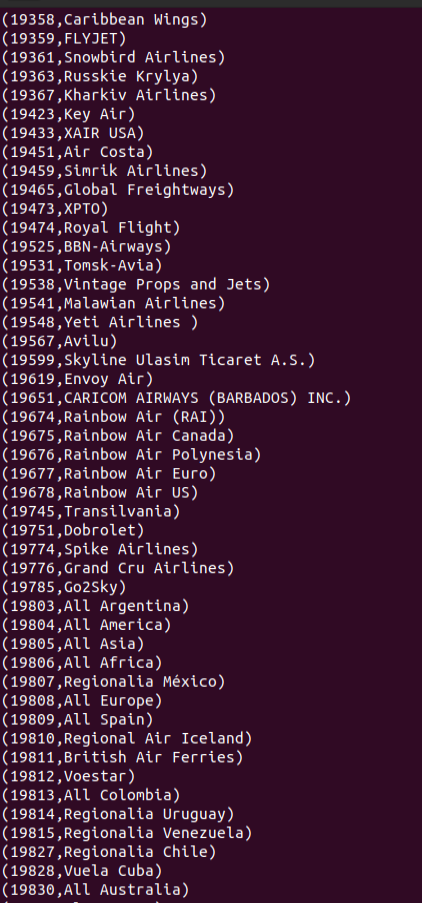 (19358,Caribbean Wings)
(19359,FLYJET)
(19361,Snowbird Airlines)
(19363,Russkie Krylya)
(19367,Kharkiv Airlines)
(19423,Key Air)
(19433,XAIR USA)
(19451,Air Costa)
(19459,Simrik Airlines)
(19465,Global Freightways)
(19473,XPTO)
(19474,Royal Flight)
(19525,BBN-Airways)
(19531,Tomsk-Avia)
(19538,Vintage Props and Jets)
(19541,Malawian Airlines)
(19548,Yeti Airlines )
(19567,Avilu)
(19599,Skyline Ulasim Ticaret A.S.)
(19619,Envoy Air)
(19651,CARICOM AIRWAYS (BARBADOS) INC.)
(19674,Rainbow Air (RAI))
(19675,Rainbow Air Canada)
(19676,Rainbow Air Polynesia)
(19677,Rainbow Air Euro)
(19678,Rainbow Air US)
(19745,Transilvania)
(19751,Dobrolet)
(19774,Spike Airlines)
(19776,Grand Cru Airlines)
(19785,Go2Sky)
(19803,All Argentina)
(19804,All America)
(19805,All Asia)
(19806,All Africa)
(19807,Regionalia México)
(19808,All Europe)
(19809,All Spain)
(19810,Regional Air Iceland)
(19811,British Air Ferries)
(19812,Voestar)
(19813,All Colombia)
(19814,Regionalia Uruguay)
(19815,Regionalia Venezuela)
(19827,Regionalia Chile)
(19828,Vuela Cuba)
(19830,All Australia)